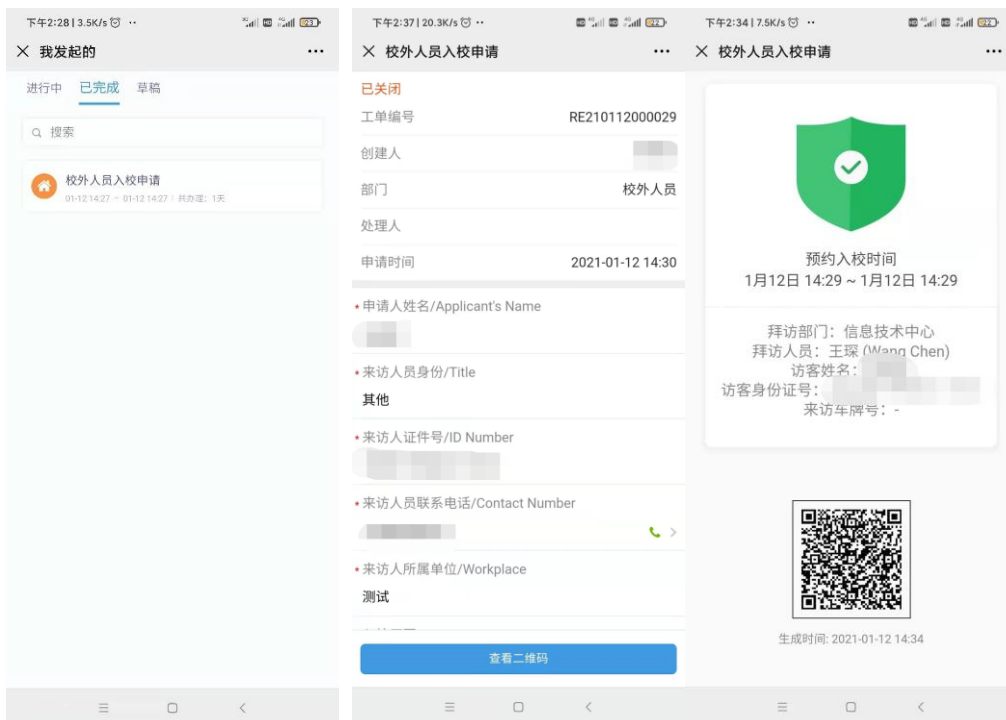 下午2:28 | 3.5K/s
我发起的
进行中 已完成 草稿
搜索
校外人员入校申请
01-12 14:27 ~ 01-12 14:27 | 共办理：1天
下午2:37 | 20.3K/s
22
校外人员入校申请
已关闭
工单编号 RE210112000029
创建人
部门 校外人员
处理人
申请时间 2021-01-12 14:30
*申请人姓名/Applicant's Name
*来访人员身份/Title
其他
*来访人证件号/ID Number
*来访人员联系电话/Contact Number
*来访人所属单位/Workplace
测试
查看二维码
下午2:34 | 7.5K/s
22
校外人员入校申请
预约入校时间
1月12日 14:29 ~ 1月12日 14:29
拜访部门：信息技术中心
拜访人员：王琛 (Wang Chen)
访客姓名：
访客身份证号：
来访车牌号：-
生成时间: 2021-01-12 14:34